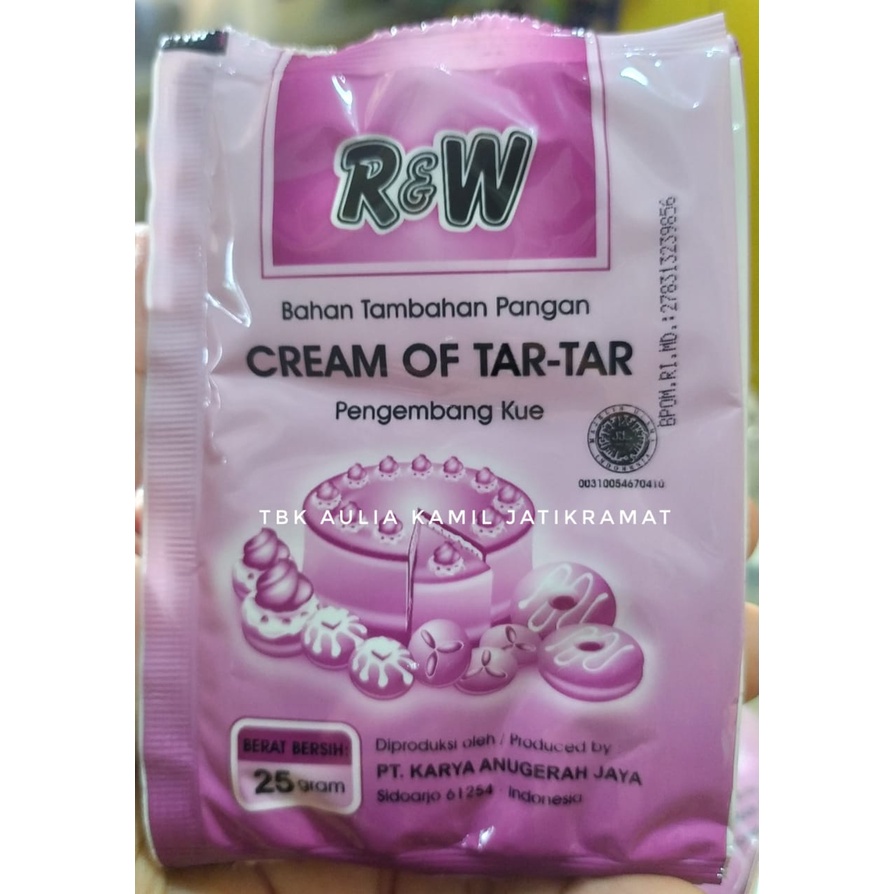 R&W
Bahan Tambahan Pangan
CREAM OF TAR-TAR
Pengembang Kue
BPOM.RI.MD.:278313239856
00310054670410
TBK AULIA KAMIL JATIKRAMAT
BERAT BERSIH:
25 gram
Diproduksi oleh / Produced by
PT. KARYA ANUGERAH JAYA
Sidoarjo 61254 - Indonesia